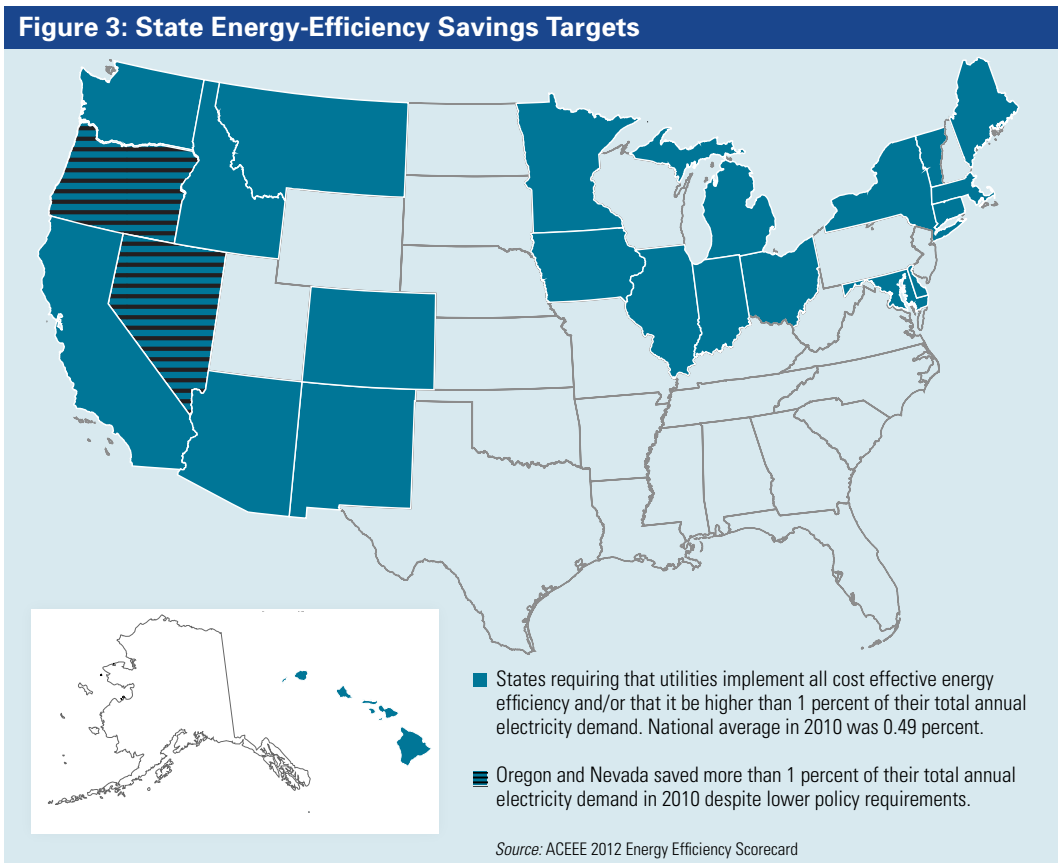 Figure 3: State Energy-Efficiency Savings Targets
States requiring that utilities implement all cost effective energy
efficiency and/or that it be higher than 1 percent of their total annual
electricity demand. National average in 2010 was 0.49 percent.
Oregon and Nevada saved more than 1 percent of their total annual
electricity demand in 2010 despite lower policy requirements.
Source: ACEEE 2012 Energy Efficiency Scorecard